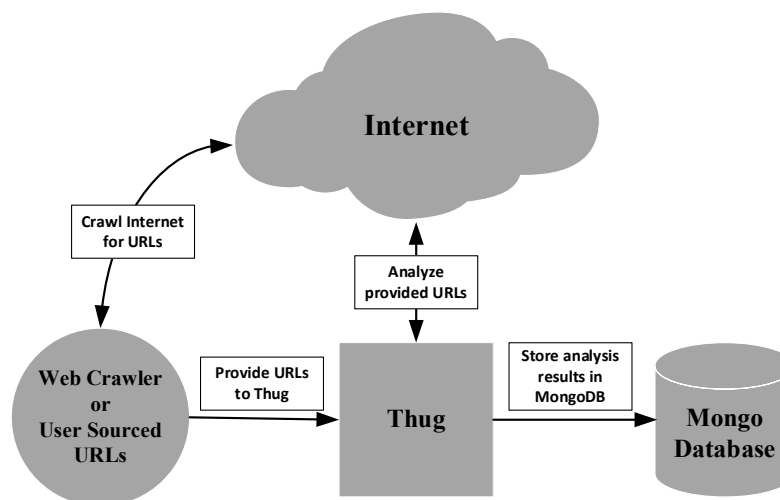 Internet
Crawl Internet
for URLs
Analyze
provided URLs
Web Crawler
or
User Sourced
URLs
Provide URLs
to Thug
Thug
Store analysis
results in
MongoDB
Mongo
Database